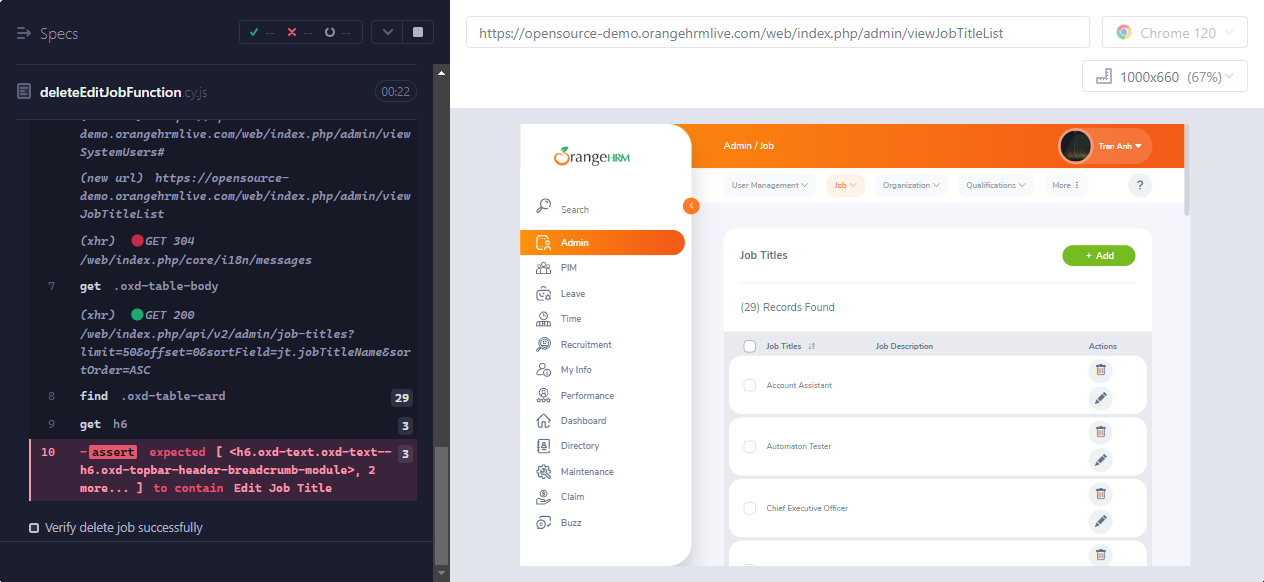 Specs
-- -- --
deleteEditJobFunction.cy.js
00:22
demo.orangehrmlive.com/web/index.php/admin/view
SystemUsers#
(new url) https://opensource-
demo.orangehrmlive.com/web/index.php/admin/view
JobTitleList
(xhr) GET 304
/web/index.php/core/i18n/messages
7 get .oxd-table-body
(xhr) GET 200
/web/index.php/api/v2/admin/job-titles?
limit=50&offset=0&sortField=jt.jobTitleName&sor
tOrder=ASC
8 find .oxd-table-card 29
9 get h6 3
10 -assert expected [ <h6.oxd-text.oxd-text-- 3
h6.oxd-topbar-header-breadcrumb-module>, 2
more... ] to contain Edit Job Title
Verify delete job successfully
https://opensource-demo.orangehrmlive.com/web/index.php/admin/viewJobTitleList
Chrome 120
1000x660 (67%)
OrangeHRM
Search
Admin
PIM
Leave
Time
Recruitment
My Info
Performance
Dashboard
Directory
Maintenance
Claim
Buzz
Admin / Job
Tran Anh
User Management Job Organization Qualifications More ?
Job Titles
+ Add
(29) Records Found
Job Titles Job Description Actions
Account Assistant
Automaton Tester
Chief Executive Officer